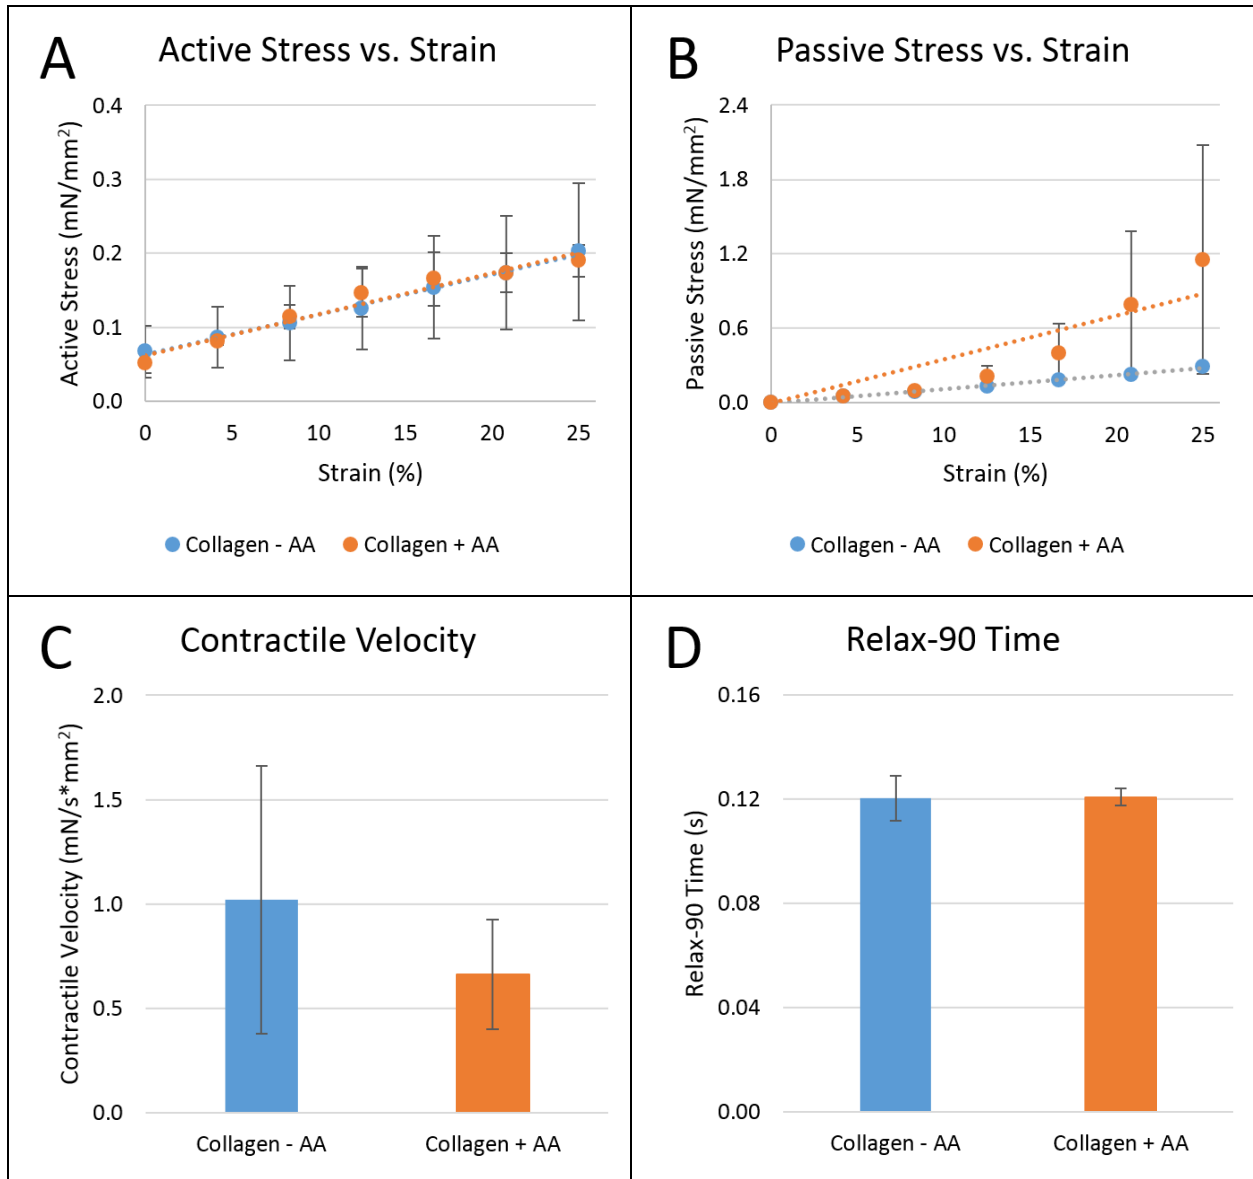 A
Active Stress vs. Strain
Active Stress (mN/mm²)
0.4
0.3
0.2
0.1
0.0
0 5 10 15 20 25
Strain (%)
Collagen - AA Collagen + AA
B
Passive Stress vs. Strain
Passive Stress (mN/mm²)
2.4
1.8
1.2
0.6
0.0
0 5 10 15 20 25
Strain (%)
Collagen - AA Collagen + AA
C
Contractile Velocity
Contractile Velocity (mN/s*mm²)
2.0
1.5
1.0
0.5
0.0
Collagen - AA Collagen + AA
D
Relax-90 Time
Relax-90 Time (s)
0.16
0.12
0.08
0.04
0.00
Collagen - AA Collagen + AA